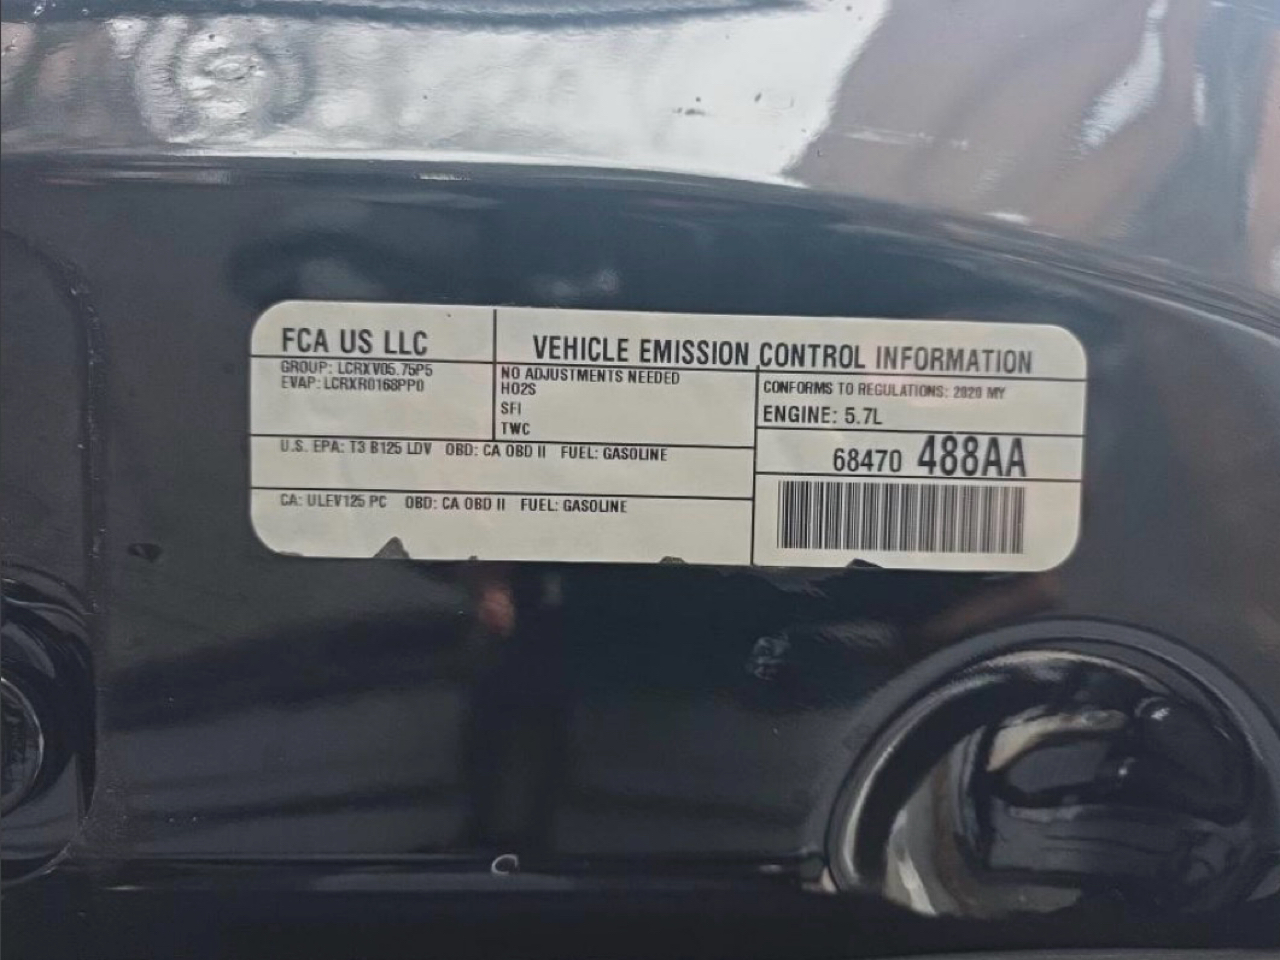 FCA US LLC
VEHICLE EMISSION CONTROL INFORMATION
GROUP: LCRXV05.75P5
EVAP: LCRXR0168PP0
NO ADJUSTMENTS NEEDED
HO2S
SFI
TWC
CONFORMS TO REGULATIONS: 2020 MY
ENGINE: 5.7L
U.S. EPA: T3 B125 LDV OBD: CA OBD II FUEL: GASOLINE
68470 488AA
CA: ULEV125 PC OBD: CA OBD II FUEL: GASOLINE